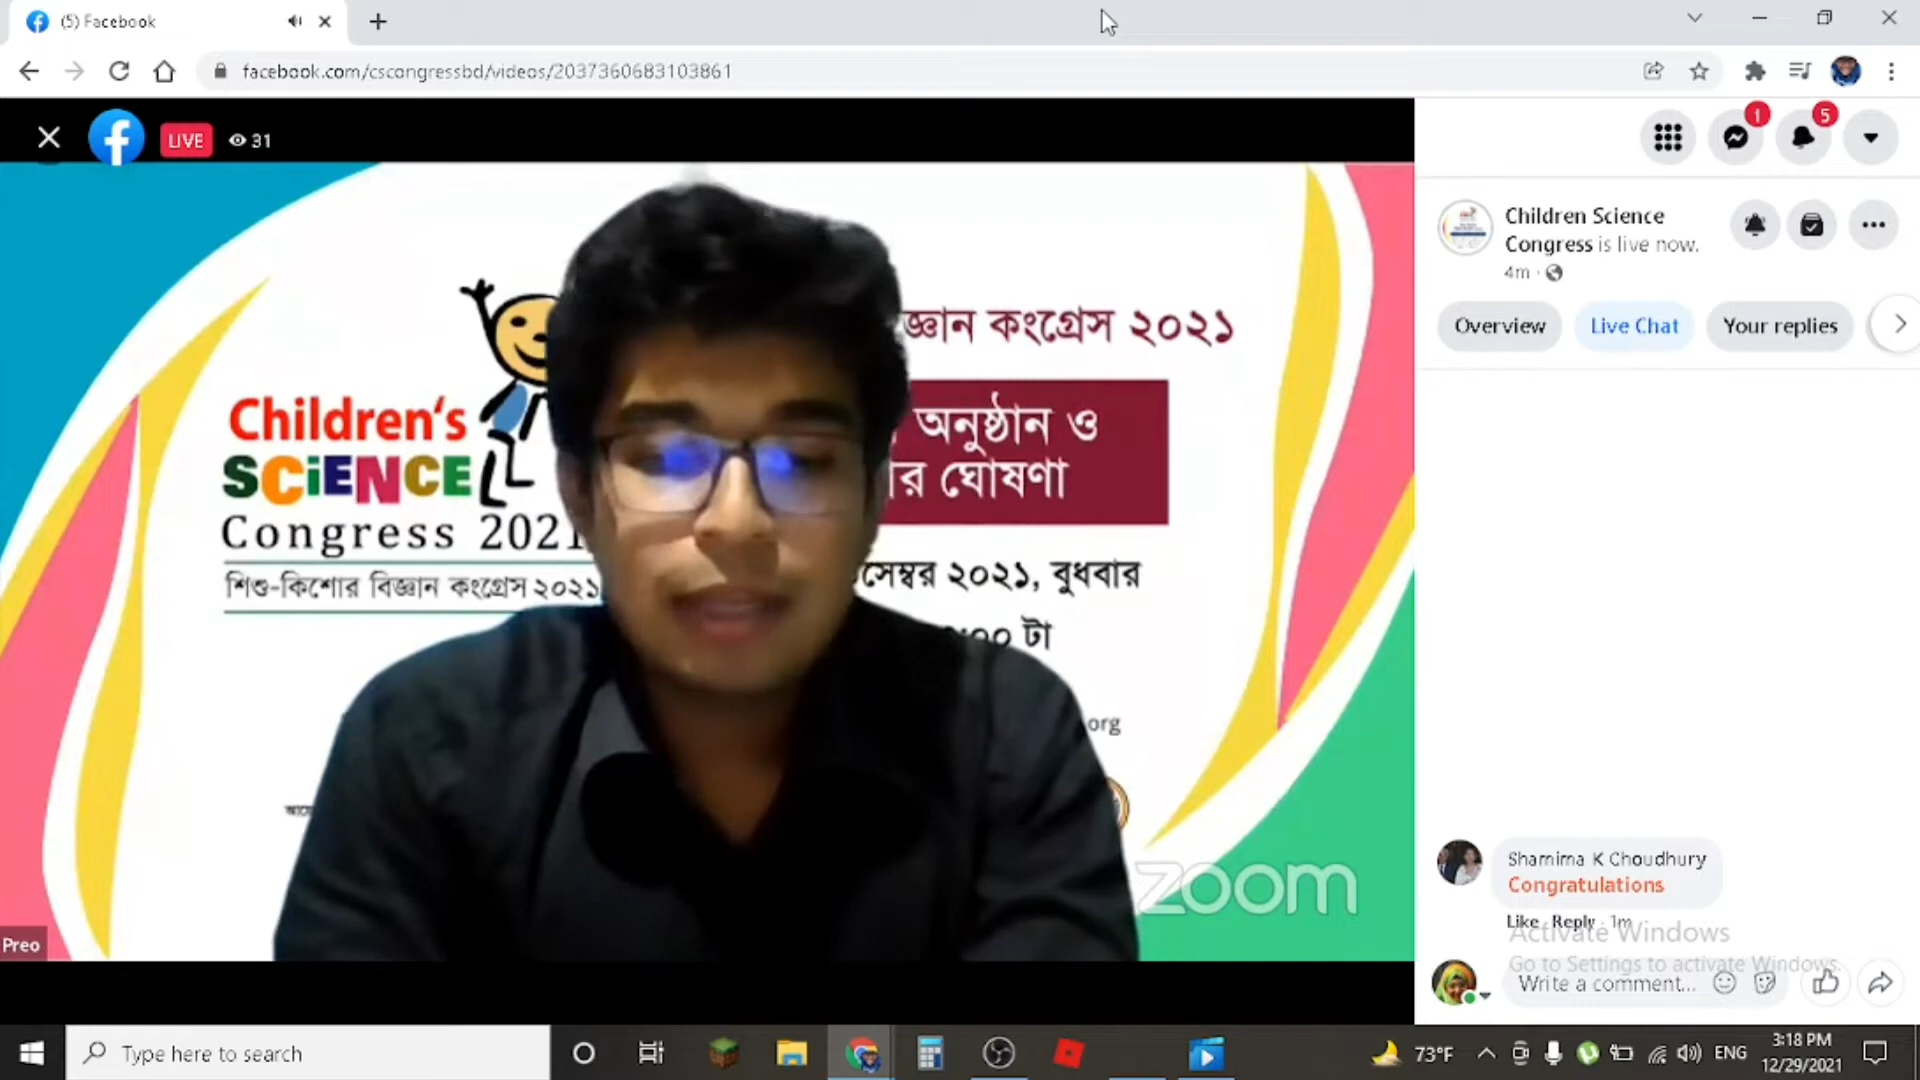 (5) Facebook
facebook.com/cscongressbd/videos/2037360683103861
LIVE
31
1
5
Children Science
Congress is live now.
4m
Overview
Live Chat
Your replies
কংগ্রেস ২০২১
Children's
SCiENCE
Congress 2021
শিশু-কিশোর বিজ্ঞান কংগ্রেস ২০২১
অনুষ্ঠান ও
ঘোষণা
২০২১, বুধবার
টা
org
zoom
Preo
Shamima K Choudhury
Congratulations
Like Reply 1m
Activate Windows
Go to Settings to activate Windows.
Write a comment...
Type here to search
73°F
ENG
3:18 PM
12/29/2021